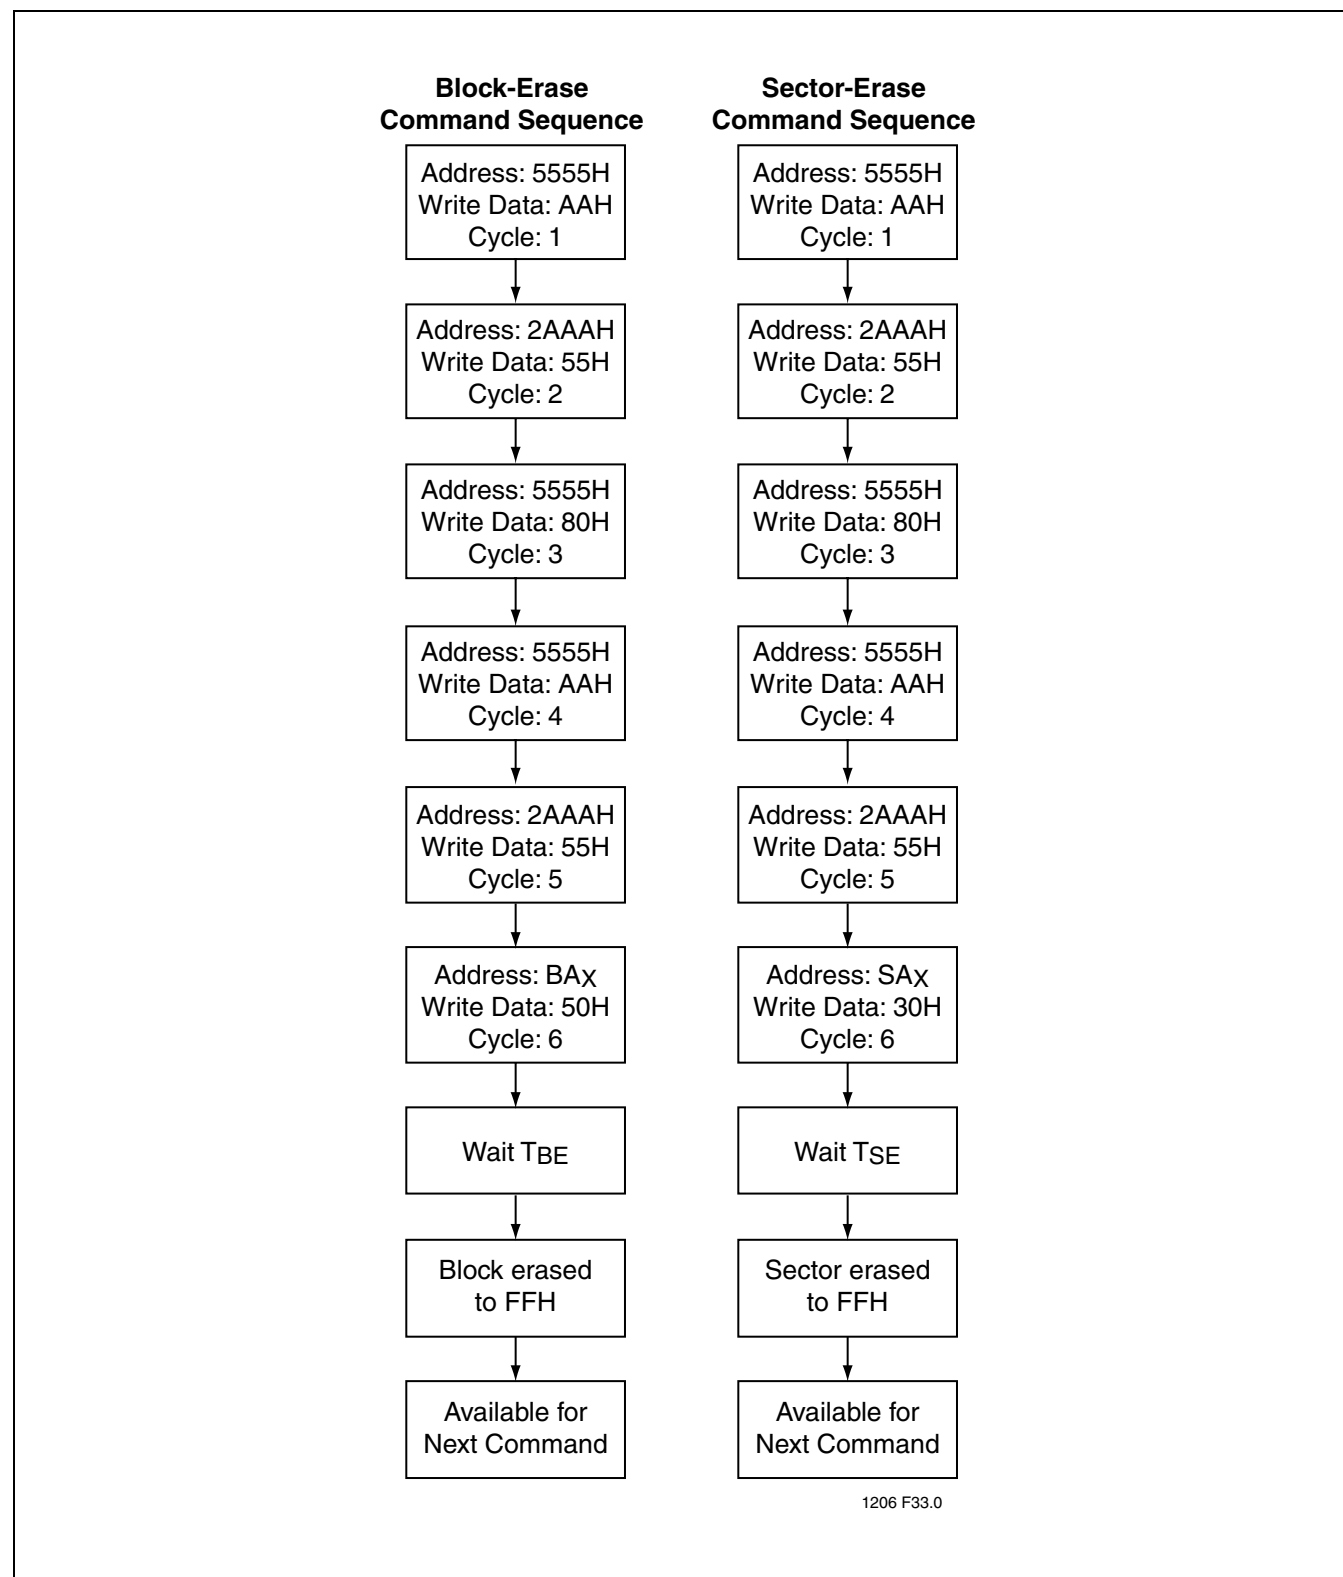 Block-Erase
Command Sequence
Address: 5555H
Write Data: AAH
Cycle: 1
Address: 2AAAH
Write Data: 55H
Cycle: 2
Address: 5555H
Write Data: 80H
Cycle: 3
Address: 5555H
Write Data: AAH
Cycle: 4
Address: 2AAAH
Write Data: 55H
Cycle: 5
Address: BAX
Write Data: 50H
Cycle: 6
Wait TBE
Block erased
to FFH
Available for
Next Command
Sector-Erase
Command Sequence
Address: 5555H
Write Data: AAH
Cycle: 1
Address: 2AAAH
Write Data: 55H
Cycle: 2
Address: 5555H
Write Data: 80H
Cycle: 3
Address: 5555H
Write Data: AAH
Cycle: 4
Address: 2AAAH
Write Data: 55H
Cycle: 5
Address: SAX
Write Data: 30H
Cycle: 6
Wait TSE
Sector erased
to FFH
Available for
Next Command
1206 F33.0